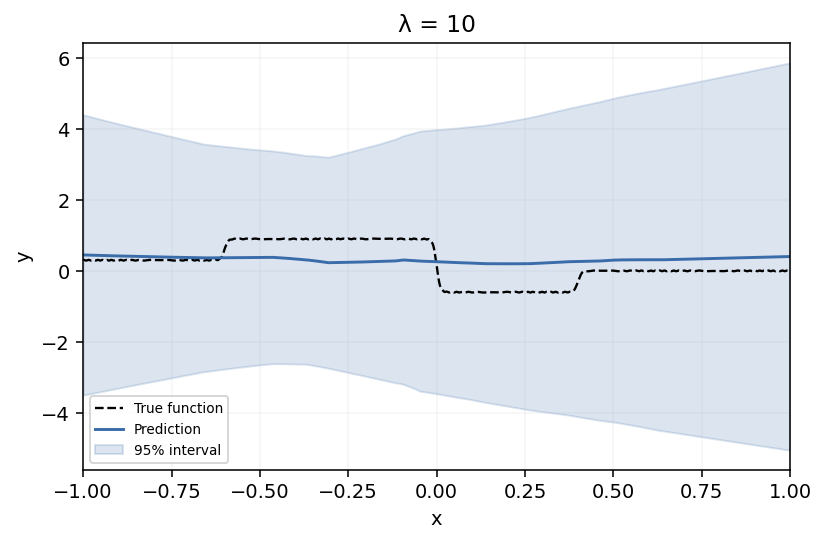 λ = 10
y
6
4
2
0
−2
−4
True function
Prediction
95% interval
−1.00 −0.75 −0.50 −0.25 0.00 0.25 0.50 0.75 1.00
x